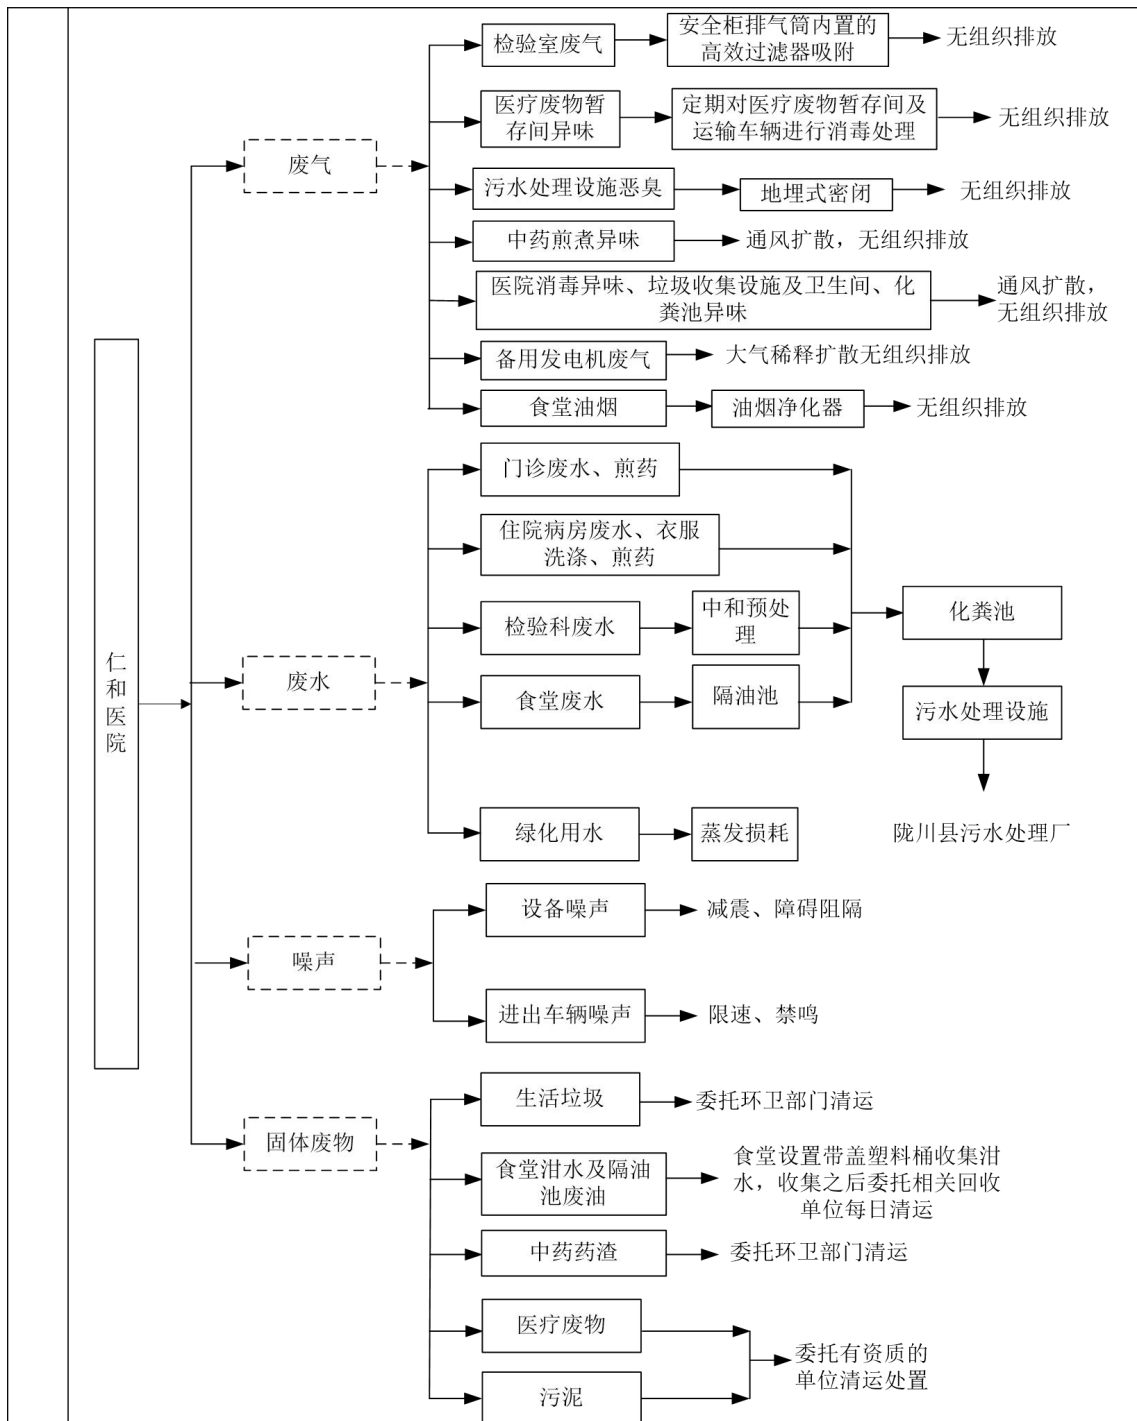 检验室废气
安全柜排气筒内置的
高效过滤器吸附
无组织排放
医疗废物暂
存间异味
定期对医疗废物暂存间及
运输车辆进行消毒处理
无组织排放
废气
污水处理设施恶臭
地埋式密闭
无组织排放
中药煎煮异味
通风扩散，无组织排放
医院消毒异味、垃圾收集设施及卫生间、化
粪池异味
通风扩散，
无组织排放
备用发电机废气
大气稀释扩散无组织排放
食堂油烟
油烟净化器
无组织排放
门诊废水、煎药
住院病房废水、衣服
洗涤、煎药
检验科废水
中和预处
理
化粪池
仁和医院
废水
食堂废水
隔油池
污水处理设施
绿化用水
蒸发损耗
陇川县污水处理厂
设备噪声
减震、障碍阻隔
噪声
进出车辆噪声
限速、禁鸣
生活垃圾
委托环卫部门清运
固体废物
食堂泔水及隔油
池废油
食堂设置带盖塑料桶收集泔
水，收集之后委托相关回收
单位每日清运
中药药渣
委托环卫部门清运
医疗废物
委托有资质的
单位清运处置
污泥